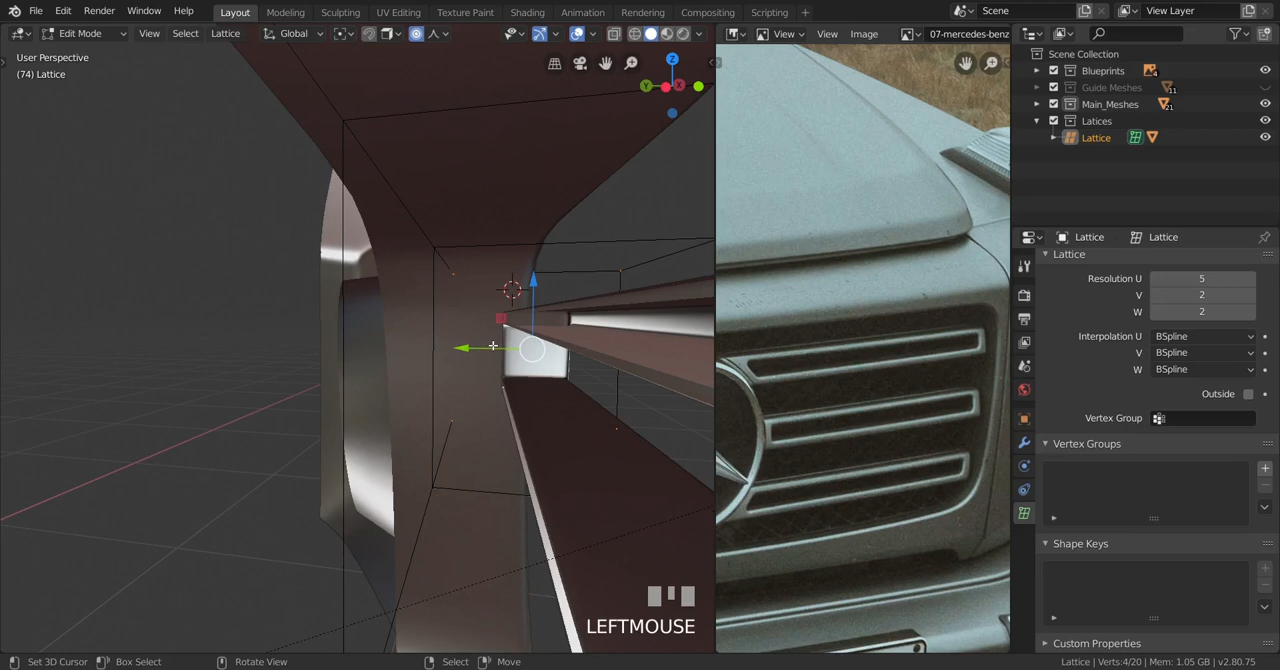 File Edit Render Window Help Layout Modeling Sculpting UV Editing Texture Paint Shading Animation Rendering Compositing Scripting + Scene View Layer
Edit Mode View Select Lattice Global View View Image 07-mercedes-benz
User Perspective
(74) Lattice
Scene Collection
Blueprints 4
Guide Meshes 11
Main_Meshes 21
Latices
Lattice
Lattice Lattice
Lattice
Resolution U 5
V 2
W 2
Interpolation U BSpline
V BSpline
W BSpline
Outside
Vertex Group
Vertex Groups
Shape Keys
Custom Properties
Z
Y X
LEFTMOUSE
Set 3D Cursor Box Select Rotate View Select Move Lattice | Verts:4/20 | Mem: 1.05 GB | v2.80.75